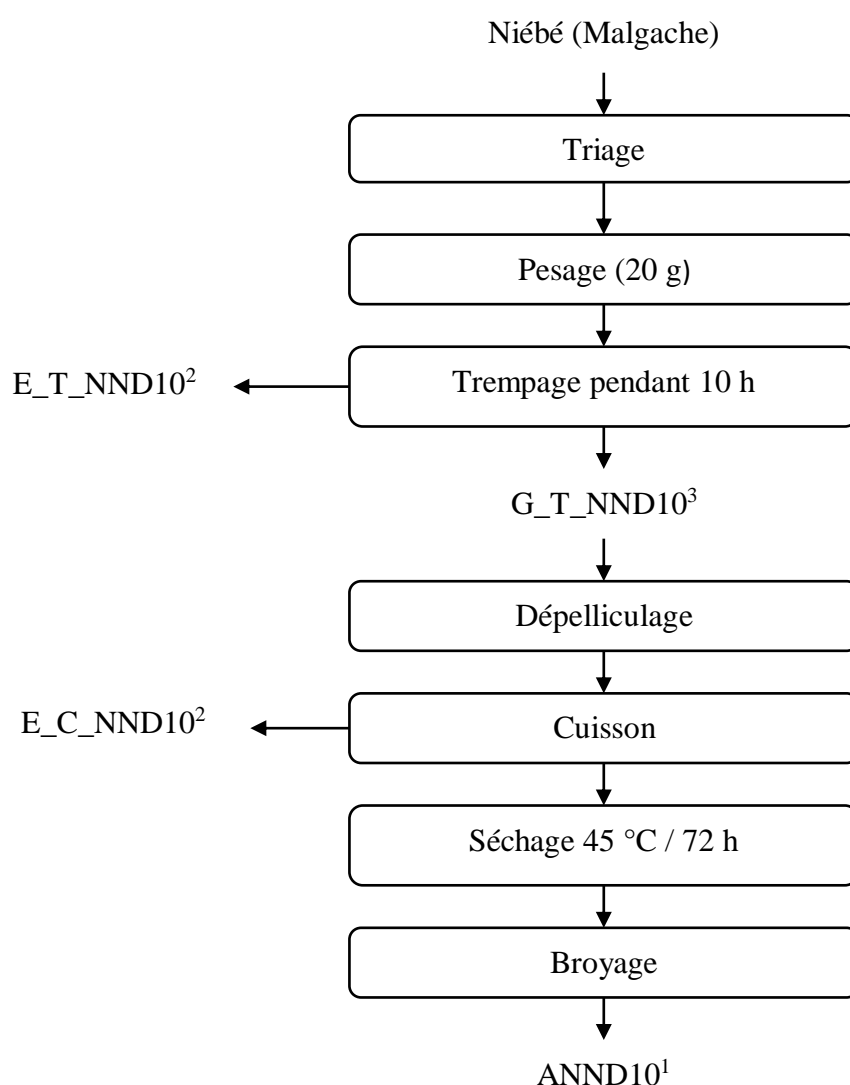 Niébé (Malgache)
Triage
Pesage (20 g)
E_T_NND10²
Trempage pendant 10 h
G_T_NND10³
Dépelliculage
E_C_NND10²
Cuisson
Séchage 45 °C / 72 h
Broyage
ANND10¹